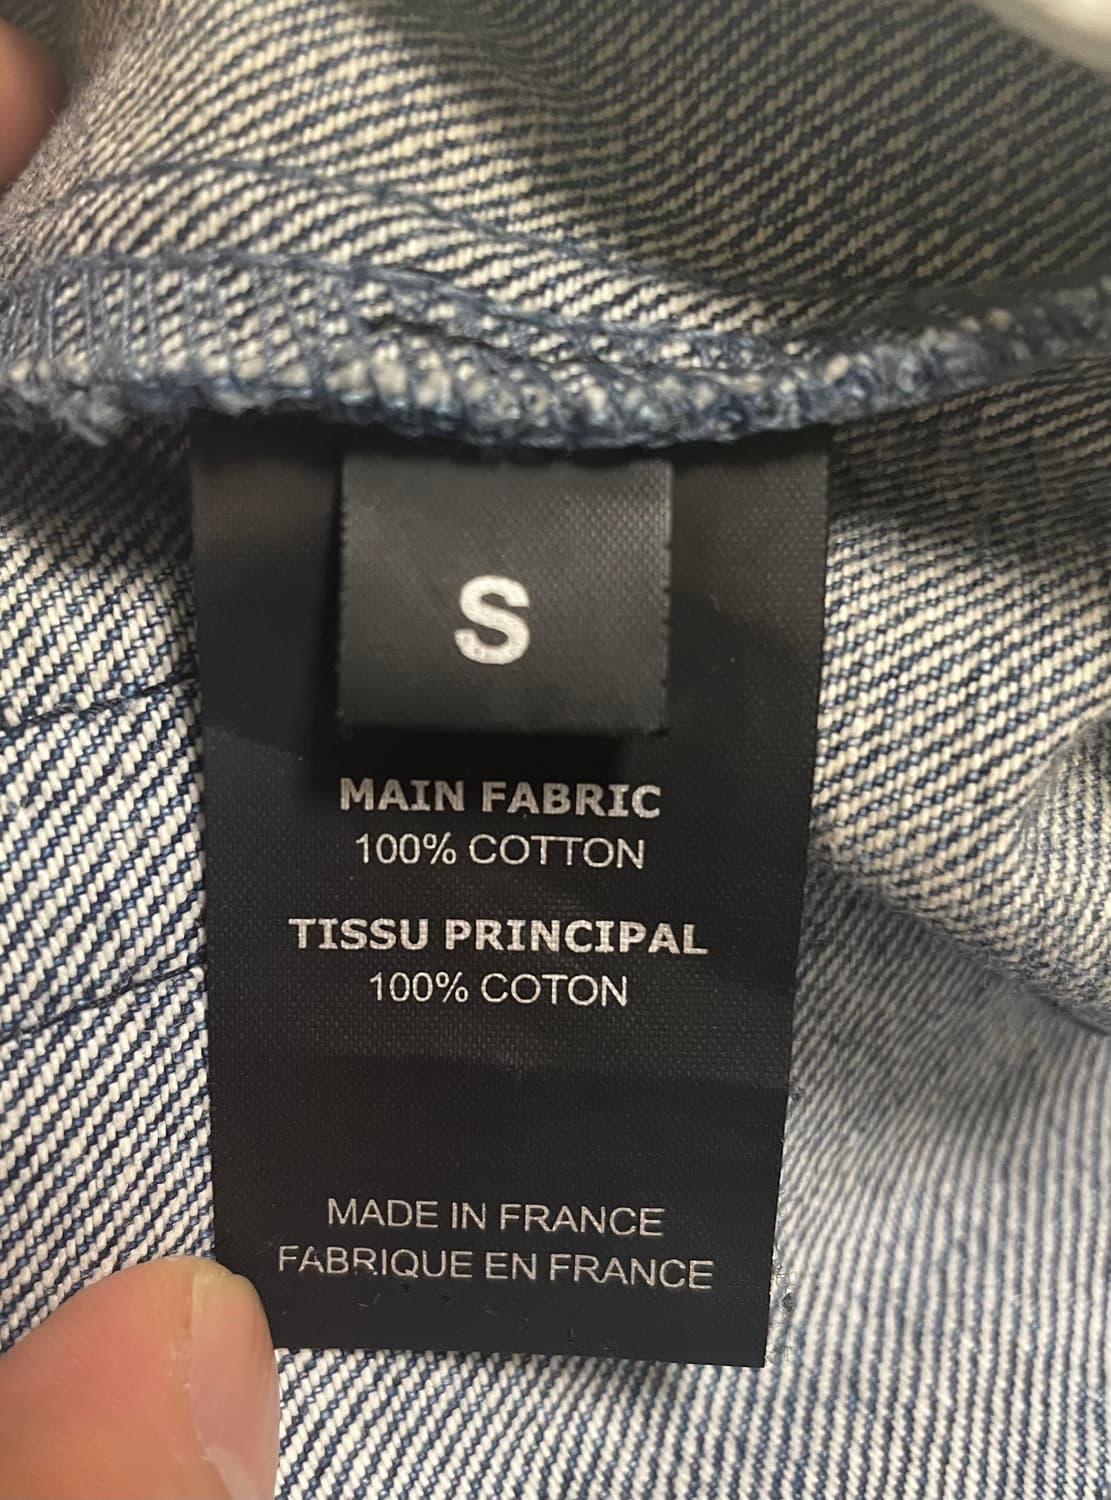 S
MAIN FABRIC
100% COTTON
TISSU PRINCIPAL
100% COTON
MADE IN FRANCE
FABRIQUE EN FRANCE